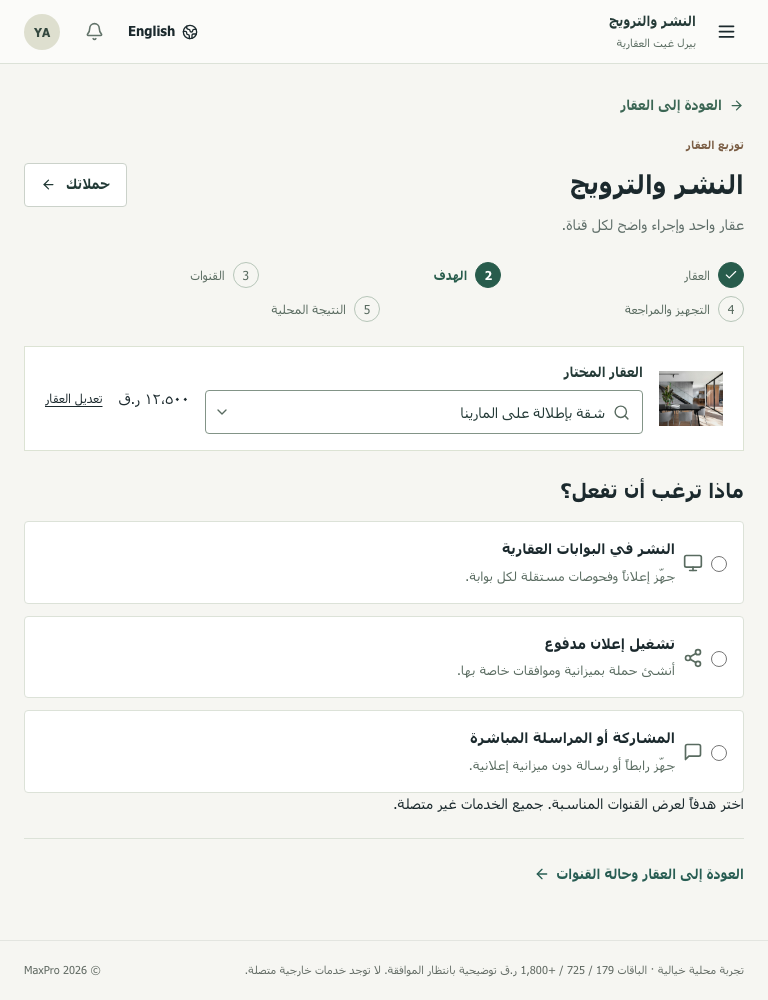 النشر والترويج
بيرل غيت العقارية
English
YA
العودة إلى العقار
توزيع العقار
النشر والترويج
حملاتك
عقار واحد وإجراء واضح لكل قناة.
العقار
2 الهدف
3 القنوات
4 التجهيز والمراجعة
5 النتيجة المحلية
العقار المختار
شقة بإطلالة على المارينا
١٢،٥٠٠ ر.ق
تعديل العقار
ماذا ترغب أن تفعل؟
النشر في البوابات العقارية
جهّز إعلاناً وفحوصات مستقلة لكل بوابة.
تشغيل إعلان مدفوع
أنشئ حملة بميزانية وموافقات خاصة بها.
المشاركة أو المراسلة المباشرة
جهّز رابطاً أو رسالة دون ميزانية إعلانية.
اختر هدفاً لعرض القنوات المناسبة. جميع الخدمات غير متصلة.
العودة إلى العقار وحالة القنوات
تجربة محلية خيالية · الباقات 179 / 725 / +1,800 ر.ق توضيحية بانتظار الموافقة. لا توجد خدمات خارجية متصلة.
© 2026 MaxPro